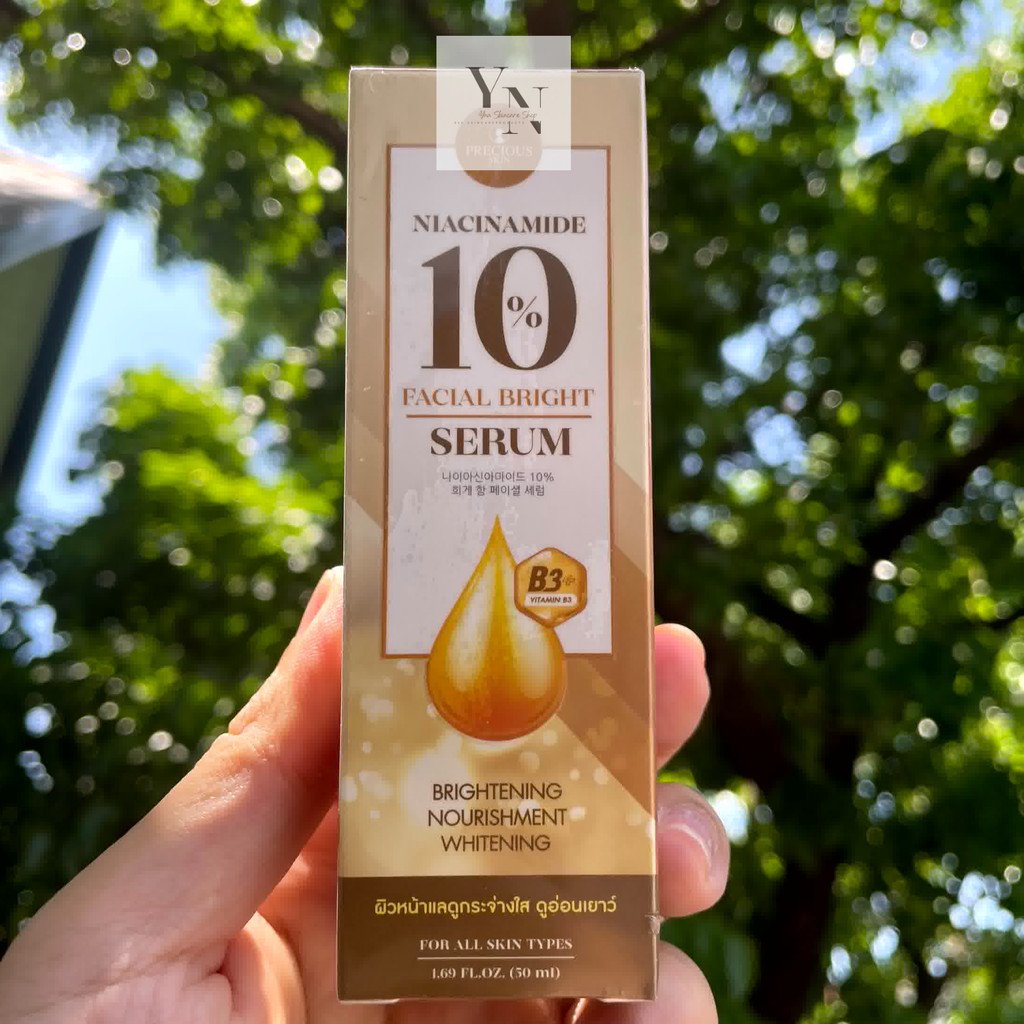 YN
PRECIOUS
SKIN
NIACINAMIDE
10%
FACIAL BRIGHT
SERUM
나이아신아마이드 10%
희게 함 페이셜 세럼
B3
VITAMIN B3
BRIGHTENING
NOURISHMENT
WHITENING
ผิวหน้าแลดูกระจ่างใส ดูอ่อนเยาว์
FOR ALL SKIN TYPES
1.69 FL.OZ. (50 ml)